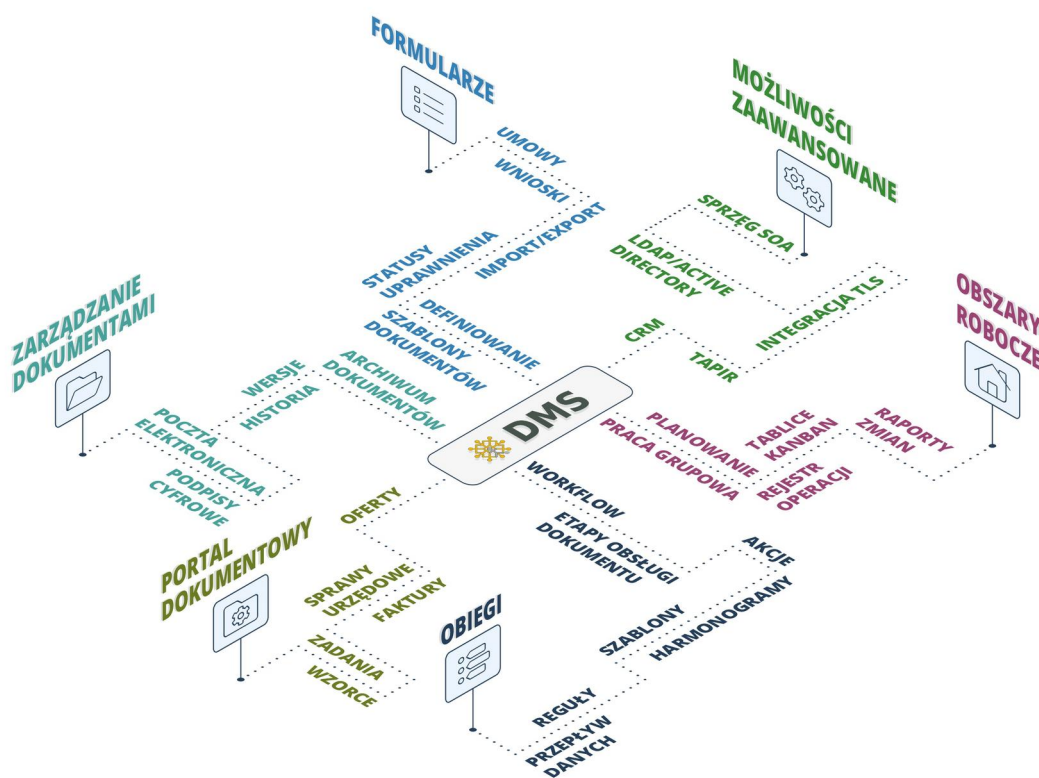 FORMULARZE
UMOWY
WNIOSKI
IMPORT/EXPORT
STATUSY
UPRAWNIENIA
DEFINIOWANIE
SZABLONY
DOKUMENTÓW
MOŻLIWOŚCI
ZAAWANSOWANE
SPRZĘG SOA
LDAP/ACTIVE
DIRECTORY
INTEGRACJA TLS
CRM
TAPIR
OBSZARY
ROBOCZE
RAPORTY
ZMIAN
TABLICE
KANBAN
PLANOWANIE
PRACA GRUPOWA
REJESTR
OPERACJI
ZARZĄDZANIE
DOKUMENTAMI
WERSJE
HISTORIA
ARCHIWUM
DOKUMENTÓW
POCZTA
ELEKTRONICZNA
PODPISY
CYFROWE
DMS
PORTAL
DOKUMENTOWY
OFERTY
SPRAWY
URZĘDOWE
FAKTURY
ZADANIA
WZORCE
OBIEGI
WORKFLOW
ETAPY OBSŁUGI
DOKUMENTU
AKCJE
HARMONOGRAMY
SZABLONY
REGUŁY
PRZEPŁYW
DANYCH